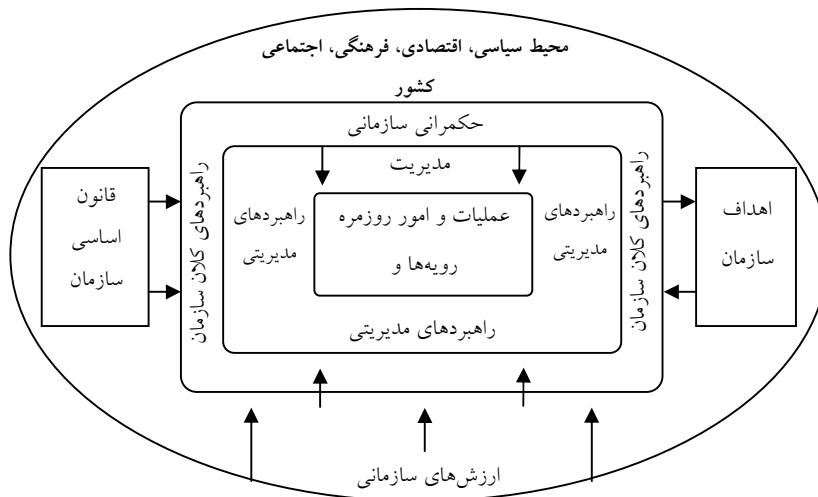 محیط سیاسی، اقتصادی، فرهنگی، اجتماعی
کشور
حکمرانی سازمانی
مدیریت
قانون
اساسی
سازمان
راهبردهای کلان سازمان
راهبردهای
مدیریتی
عملیات و امور روزمره
رویه‌ها و
راهبردهای
مدیریتی
راهبردهای کلان سازمان
اهداف
سازمان
راهبردهای مدیریتی
ارزش‌های سازمانی